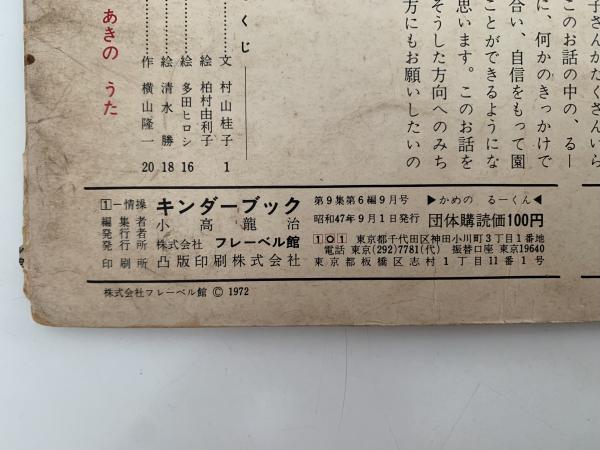 子さんがたくさんいら
このお話の中の、るー
に、何かのきっかけで
合い、自信をもって園
ことができるようにな
思います。このお話を
そうした方向へのみち
方にもお願いしたいの
くじ
文 村山桂子 1
絵 柏村由利子
絵 多田ヒロシ 16
絵 清水 勝 18
作 横山隆一 20
あきの うた
1-情操 キンダーブック 第9集第6編9月号 ▶かめの るーくん◀
編集者 発行者 小高龍治 昭和47年9月1日発行 団体購読価100円
発行所 株式会社 フレーベル館 101 東京都千代田区神田小川町3丁目1番地
電話 東京(292)7781(代) 振替口座 東京19640
印刷所 凸版印刷株式会社 東京都板橋区志村1丁目11番1号
株式会社フレーベル館 © 1972